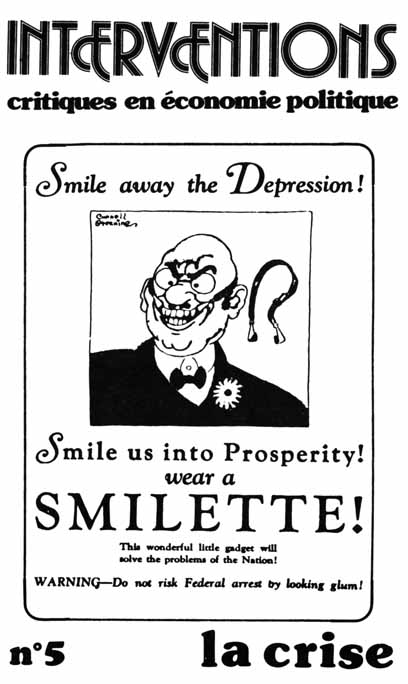 INTERVENTIONS
critiques en économie politique
Smile away the Depression!
Smile us into Prosperity!
wear a
SMILETTE!
This wonderful little gadget will
solve the problems of the Nation!
WARNING—Do not risk Federal arrest by looking glum!
n°5 la crise